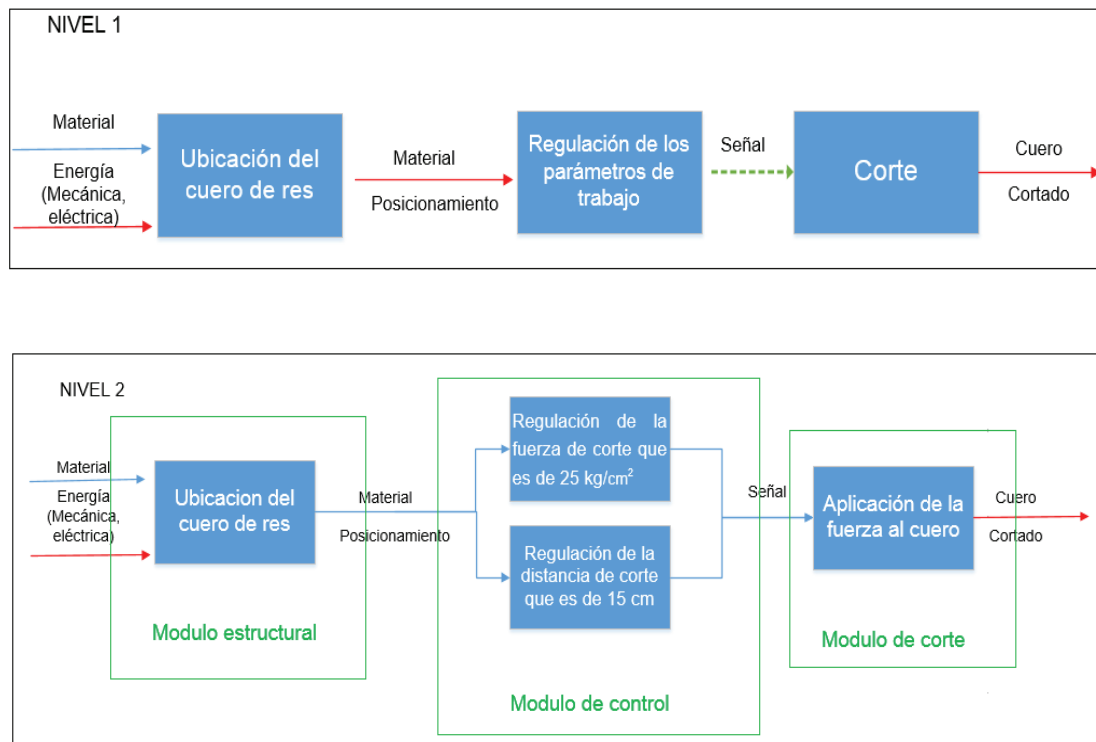 NIVEL 1
Material
Energía
(Mecánica,
eléctrica)
Ubicación del
cuero de res
Material
Posicionamiento
Regulación de los
parámetros de
trabajo
Señal
Corte
Cuero
Cortado
NIVEL 2
Material
Energía
(Mecánica,
eléctrica)
Ubicacion del
cuero de res
Modulo estructural
Material
Posicionamiento
Regulación de la
fuerza de corte que
es de 25 kg/cm²
Regulación de la
distancia de corte
que es de 15 cm
Modulo de control
Señal
Aplicación de la
fuerza al cuero
Modulo de corte
Cuero
Cortado